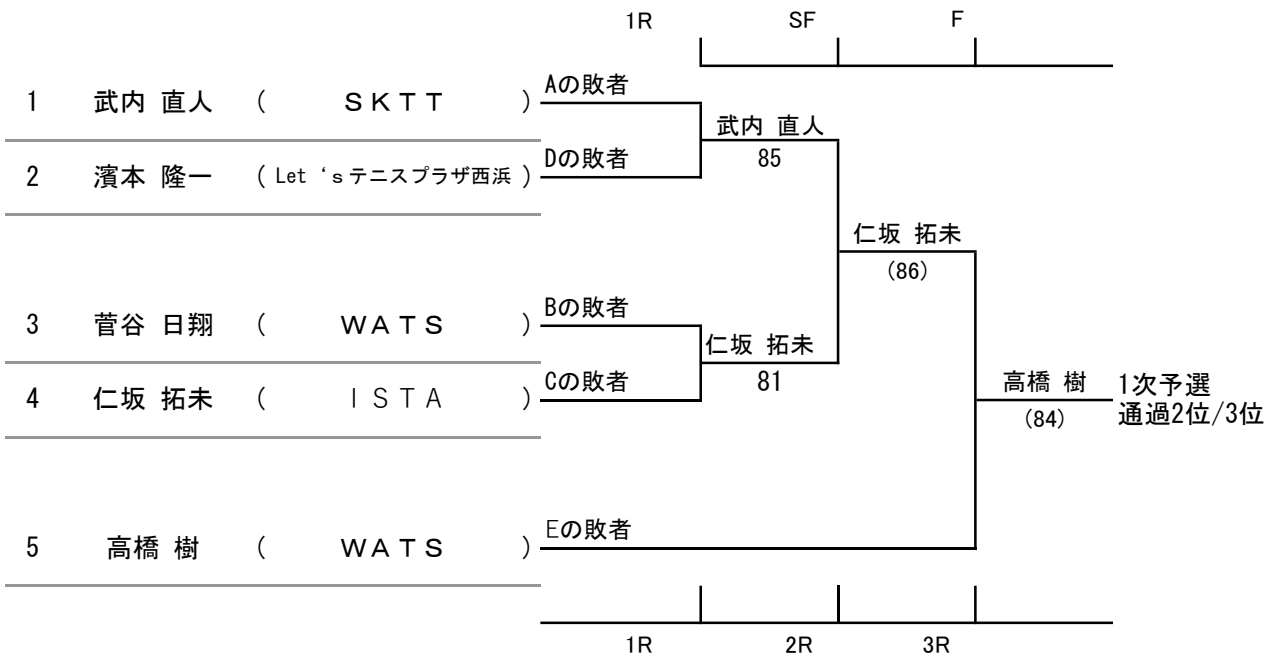 1R SF F
Aの敗者
1 武内 直人 ( ＳＫＴＴ )
武内 直人
2 濱本 隆一 ( Let‘sテニスプラザ西浜 ) Dの敗者
85
仁坂 拓未
(86)
Bの敗者
3 菅谷 日翔 ( ＷＡＴＳ )
仁坂 拓未
4 仁坂 拓未 ( ＩＳＴＡ ) Cの敗者
81
高橋 樹 1次予選
(84) 通過2位/3位
Eの敗者
5 高橋 樹 ( ＷＡＴＳ )
1R 2R 3R